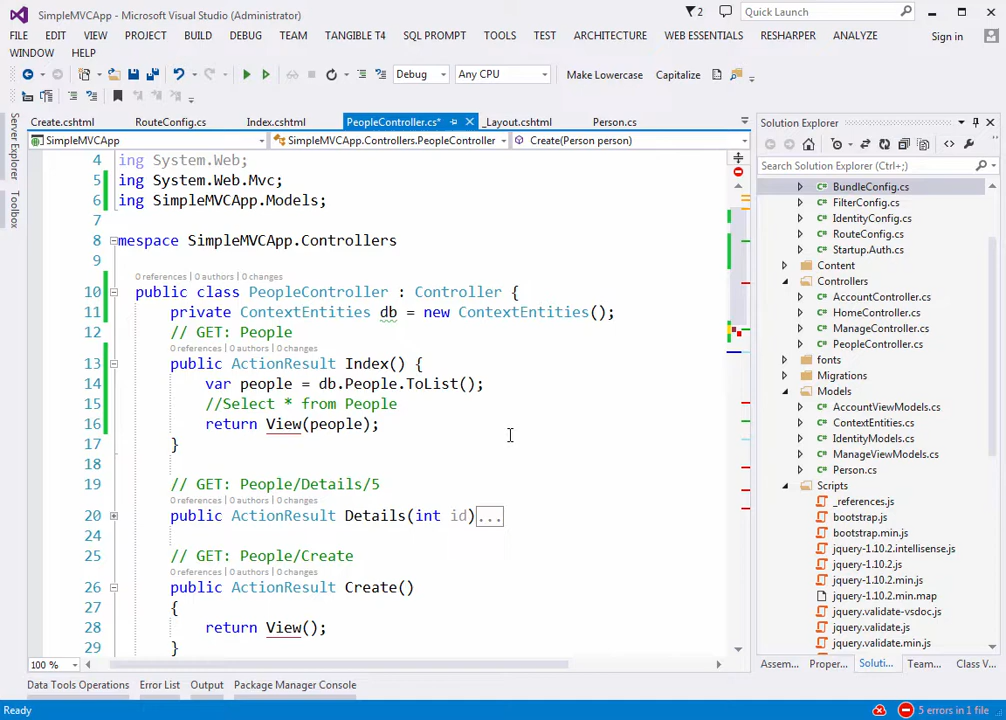 SimpleMVCApp - Microsoft Visual Studio (Administrator)
2
Quick Launch
FILE EDIT VIEW PROJECT BUILD DEBUG TEAM TANGIBLE T4 SQL PROMPT TOOLS TEST ARCHITECTURE WEB ESSENTIALS RESHARPER ANALYZE Sign in
WINDOW HELP
Debug Any CPU Make Lowercase Capitalize
Server Explorer
Toolbox
Create.cshtml RouteConfig.cs Index.cshtml PeopleController.cs* _Layout.cshtml Person.cs
SimpleMVCApp SimpleMVCApp.Controllers.PeopleController Create(Person person)
4 ing System.Web;
5 ing System.Web.Mvc;
6 ing SimpleMVCApp.Models;
7
8 mespace SimpleMVCApp.Controllers
9
0 references | 0 authors | 0 changes
10 public class PeopleController : Controller {
11 private ContextEntities db = new ContextEntities();
12 // GET: People
0 references | 0 authors | 0 changes
13 public ActionResult Index() {
14 var people = db.People.ToList();
15 //Select * from People
16 return View(people);
17 }
18
19 // GET: People/Details/5
0 references | 0 authors | 0 changes
20 public ActionResult Details(int id)...
24
25 // GET: People/Create
0 references | 0 authors | 0 changes
26 public ActionResult Create()
27 {
28 return View();
29 }
100 %
Solution Explorer
Search Solution Explorer (Ctrl+;)
BundleConfig.cs
FilterConfig.cs
IdentityConfig.cs
RouteConfig.cs
Startup.Auth.cs
Content
Controllers
AccountController.cs
HomeController.cs
ManageController.cs
PeopleController.cs
fonts
Migrations
Models
AccountViewModels.cs
ContextEntities.cs
IdentityModels.cs
ManageViewModels.cs
Person.cs
Scripts
_references.js
bootstrap.js
bootstrap.min.js
jquery-1.10.2.intellisense.js
jquery-1.10.2.js
jquery-1.10.2.min.js
jquery-1.10.2.min.map
jquery.validate-vsdoc.js
jquery.validate.js
jquery.validate.min.js
Assem... Proper... Soluti... Team... Class V...
Data Tools Operations Error List Output Package Manager Console
Ready 5 errors in 1 file